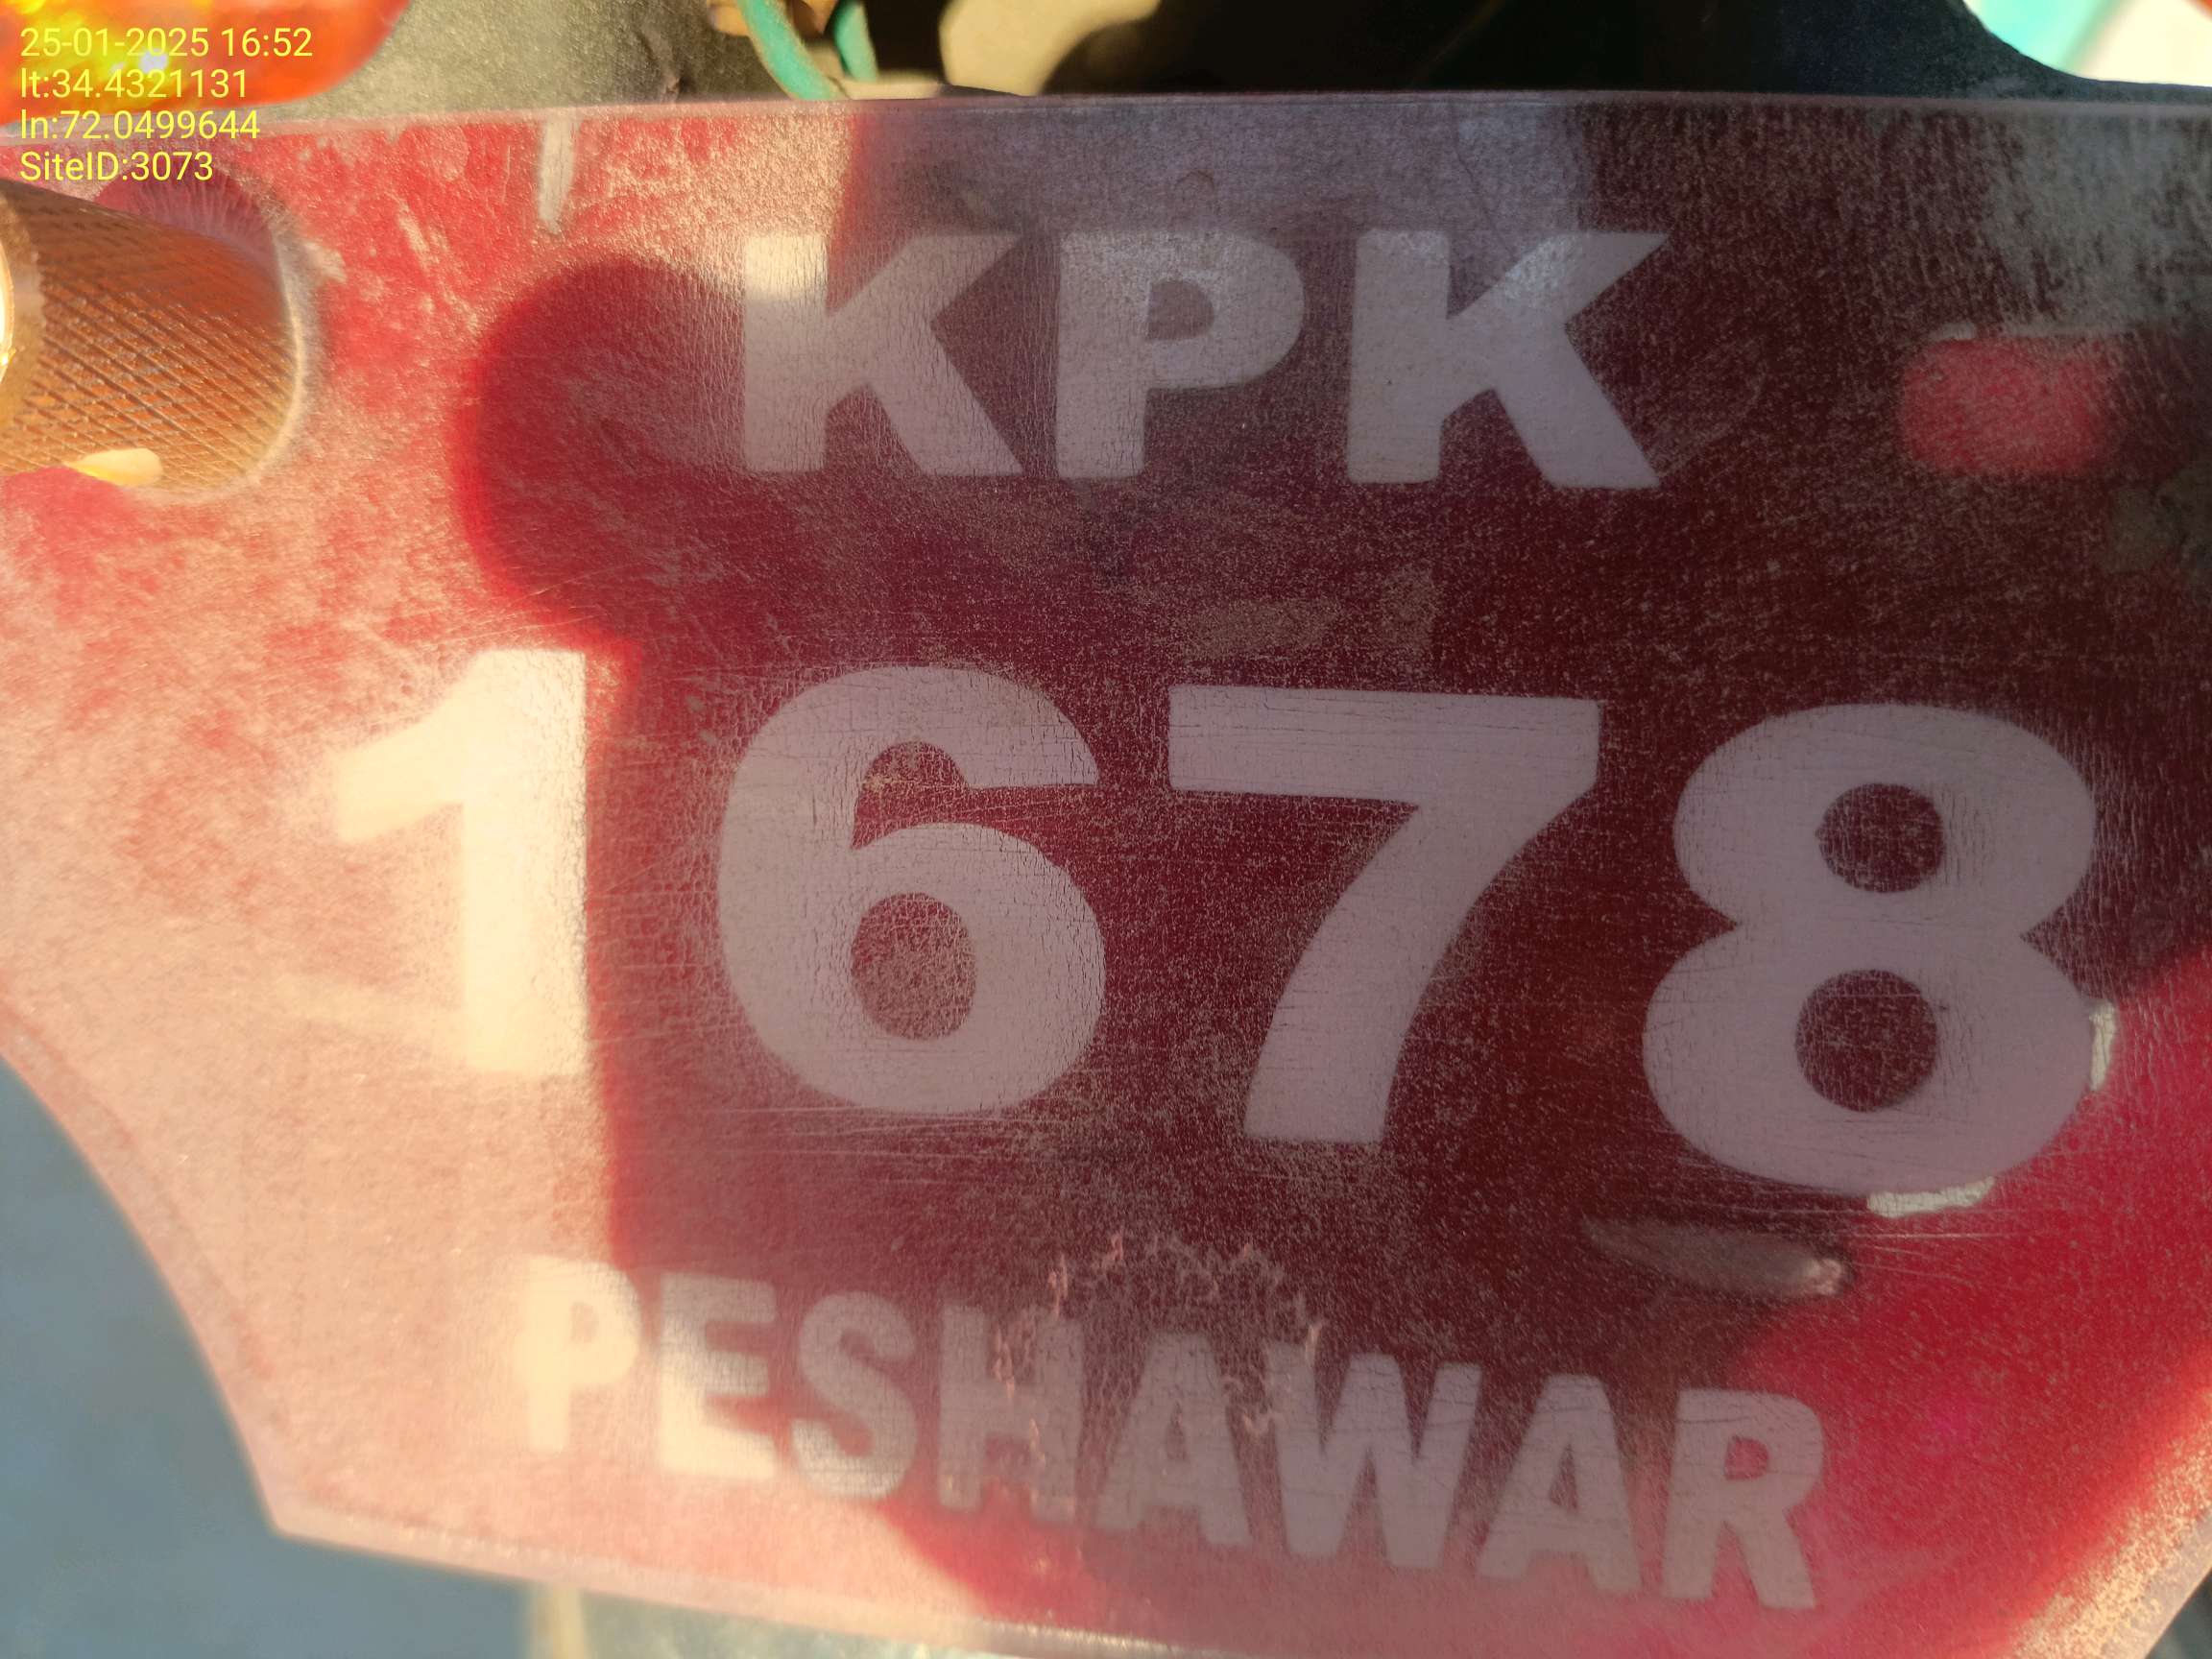 25-01-2025 16:52
lt:34.4321131
ln:72.0499644
SiteID:3073
KPK
1678
PESHAWAR